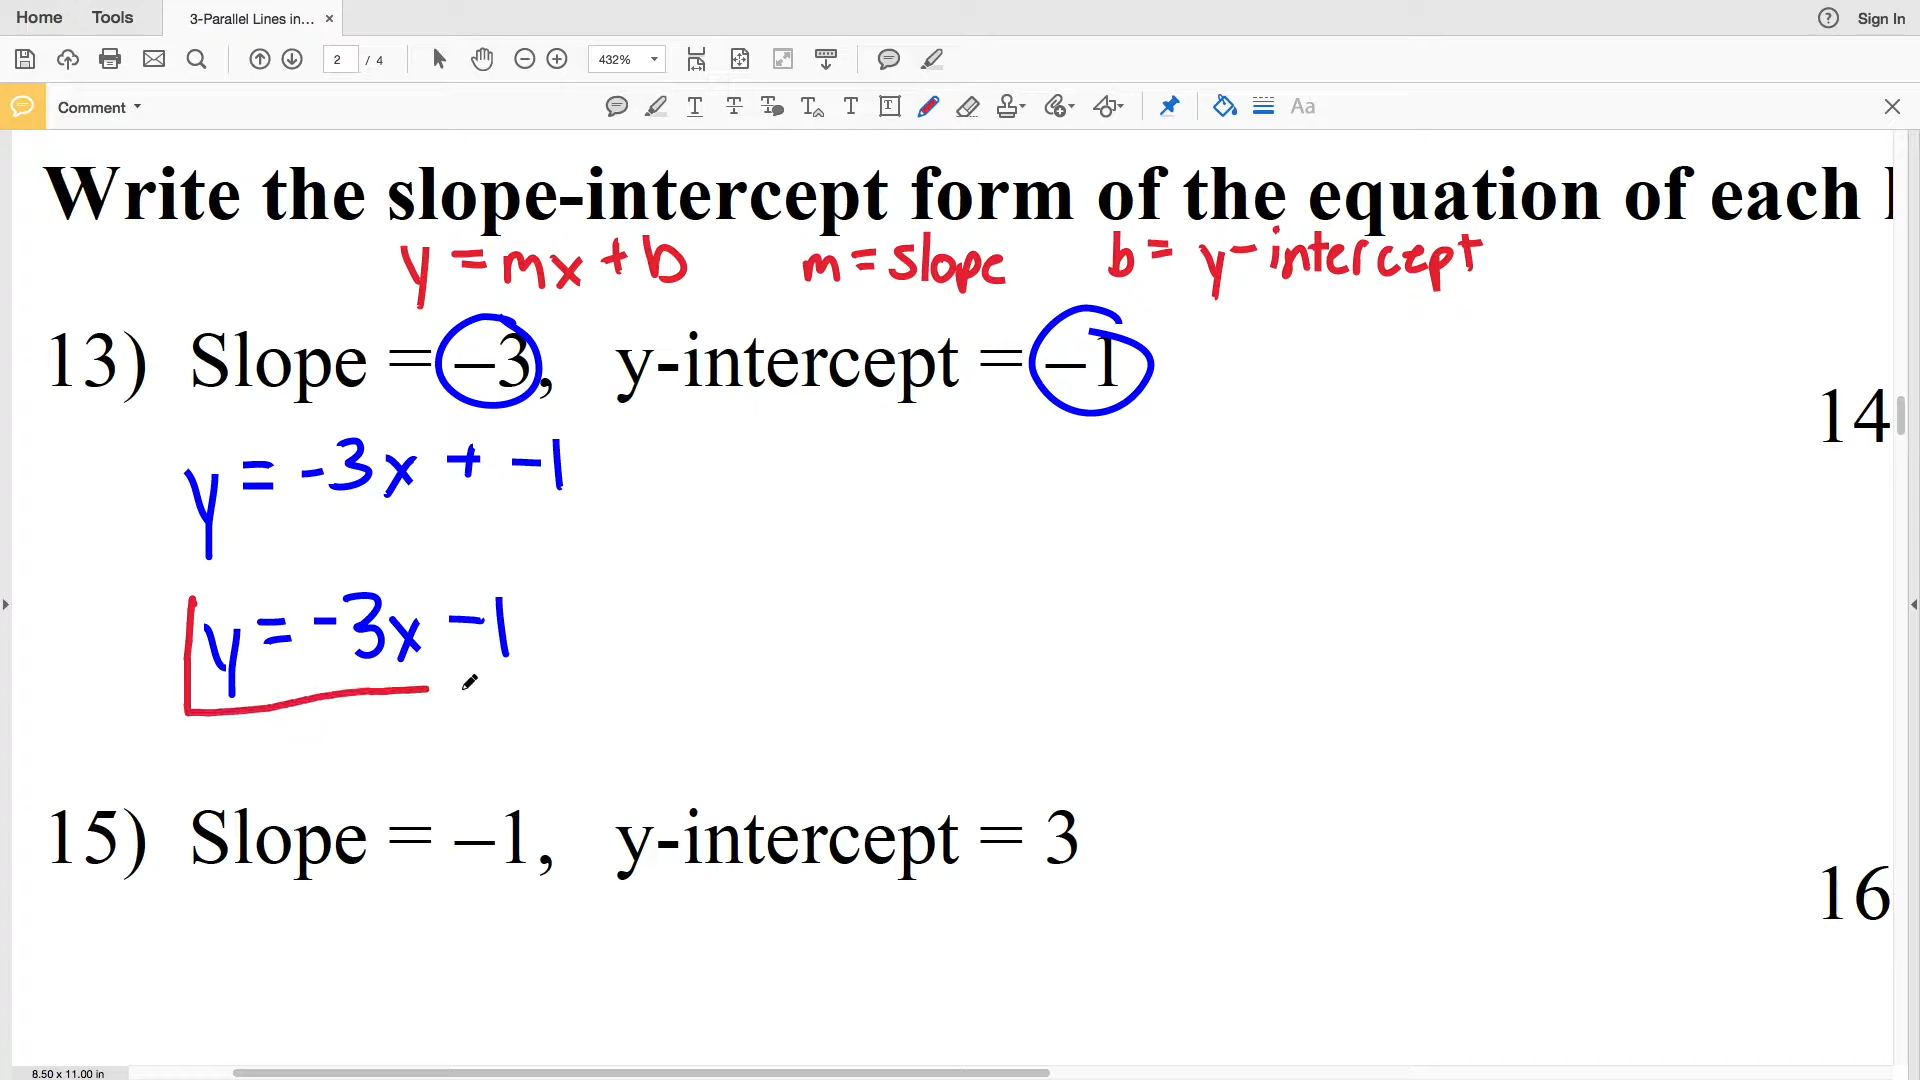 Home Tools 3-Parallel Lines in... × Sign In
2 / 4 432%
Comment Aa
Write the slope-intercept form of the equation of each
y = mx + b m = slope b = y-intercept
13) Slope = –3, y-intercept = –1
14
y = -3x + -1
y = -3x -1
15) Slope = –1, y-intercept = 3
16
8.50 x 11.00 in